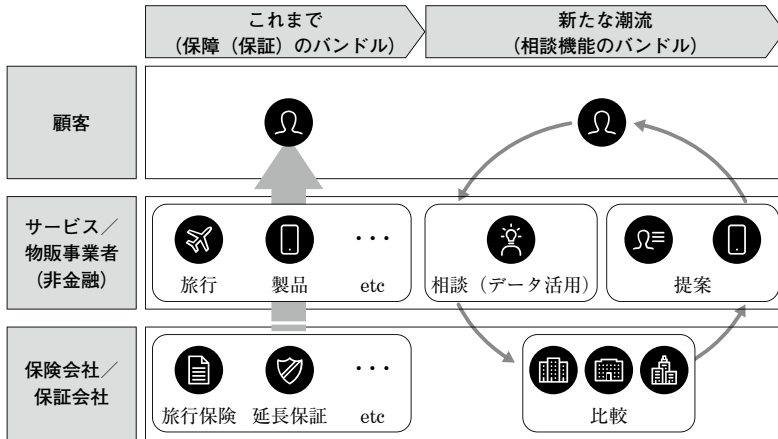 これまで
（保障（保証）のバンドル）
新たな潮流
（相談機能のバンドル）
顧客
サービス／
物販事業者
（非金融）
旅行
製品
･･･
etc
相談（データ活用）
提案
保険会社／
保証会社
旅行保険
延長保証
･･･
etc
比較